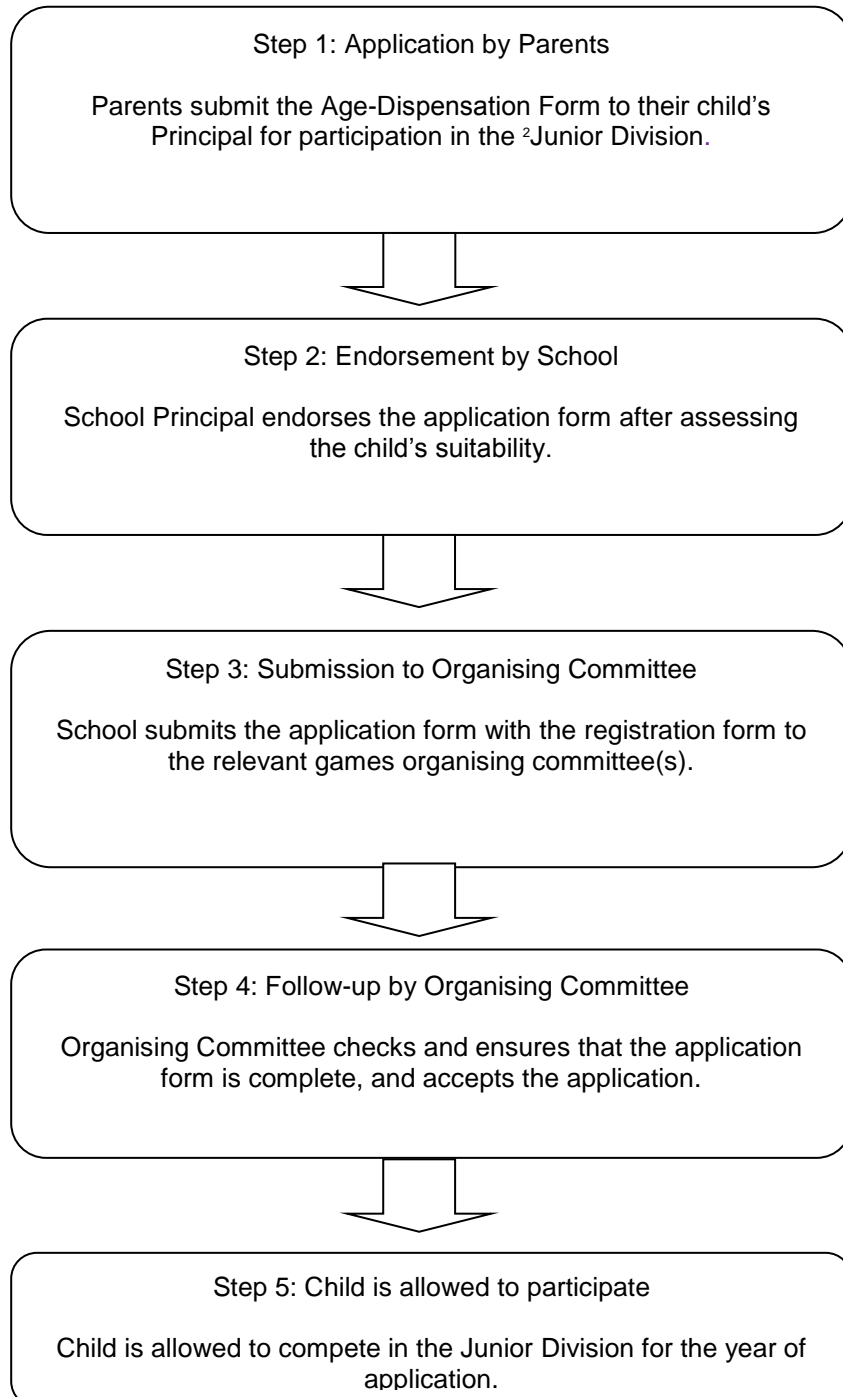 Step 1: Application by Parents
Parents submit the Age-Dispensation Form to their child’s
Principal for participation in the ²Junior Division.
Step 2: Endorsement by School
School Principal endorses the application form after assessing
the child’s suitability.
Step 3: Submission to Organising Committee
School submits the application form with the registration form to
the relevant games organising committee(s).
Step 4: Follow-up by Organising Committee
Organising Committee checks and ensures that the application
form is complete, and accepts the application.
Step 5: Child is allowed to participate
Child is allowed to compete in the Junior Division for the year of
application.